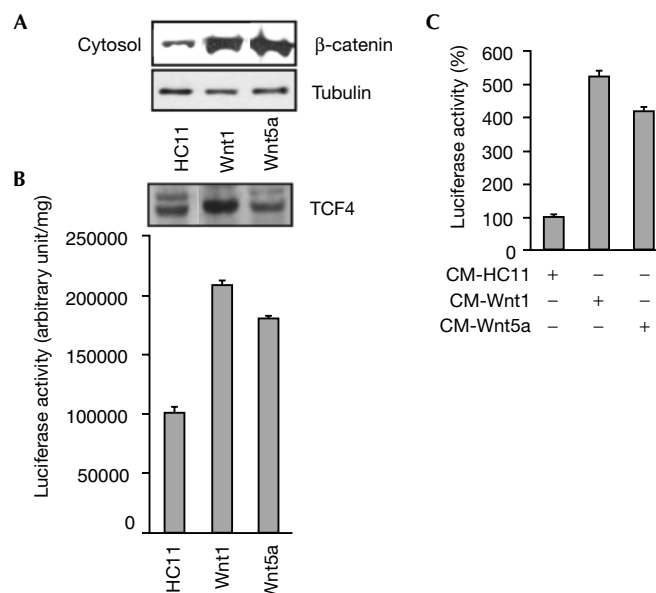 A
Cytosol
β-catenin
Tubulin
HC11
Wnt1
Wnt5a
B
TCF4
Luciferase activity (arbitrary unit/mg)
250000
200000
150000
100000
50000
0
HC11
Wnt1
Wnt5a
C
Luciferase activity (%)
600
500
400
300
200
100
0
CM-HC11 + – –
CM-Wnt1 – + –
CM-Wnt5a – – +